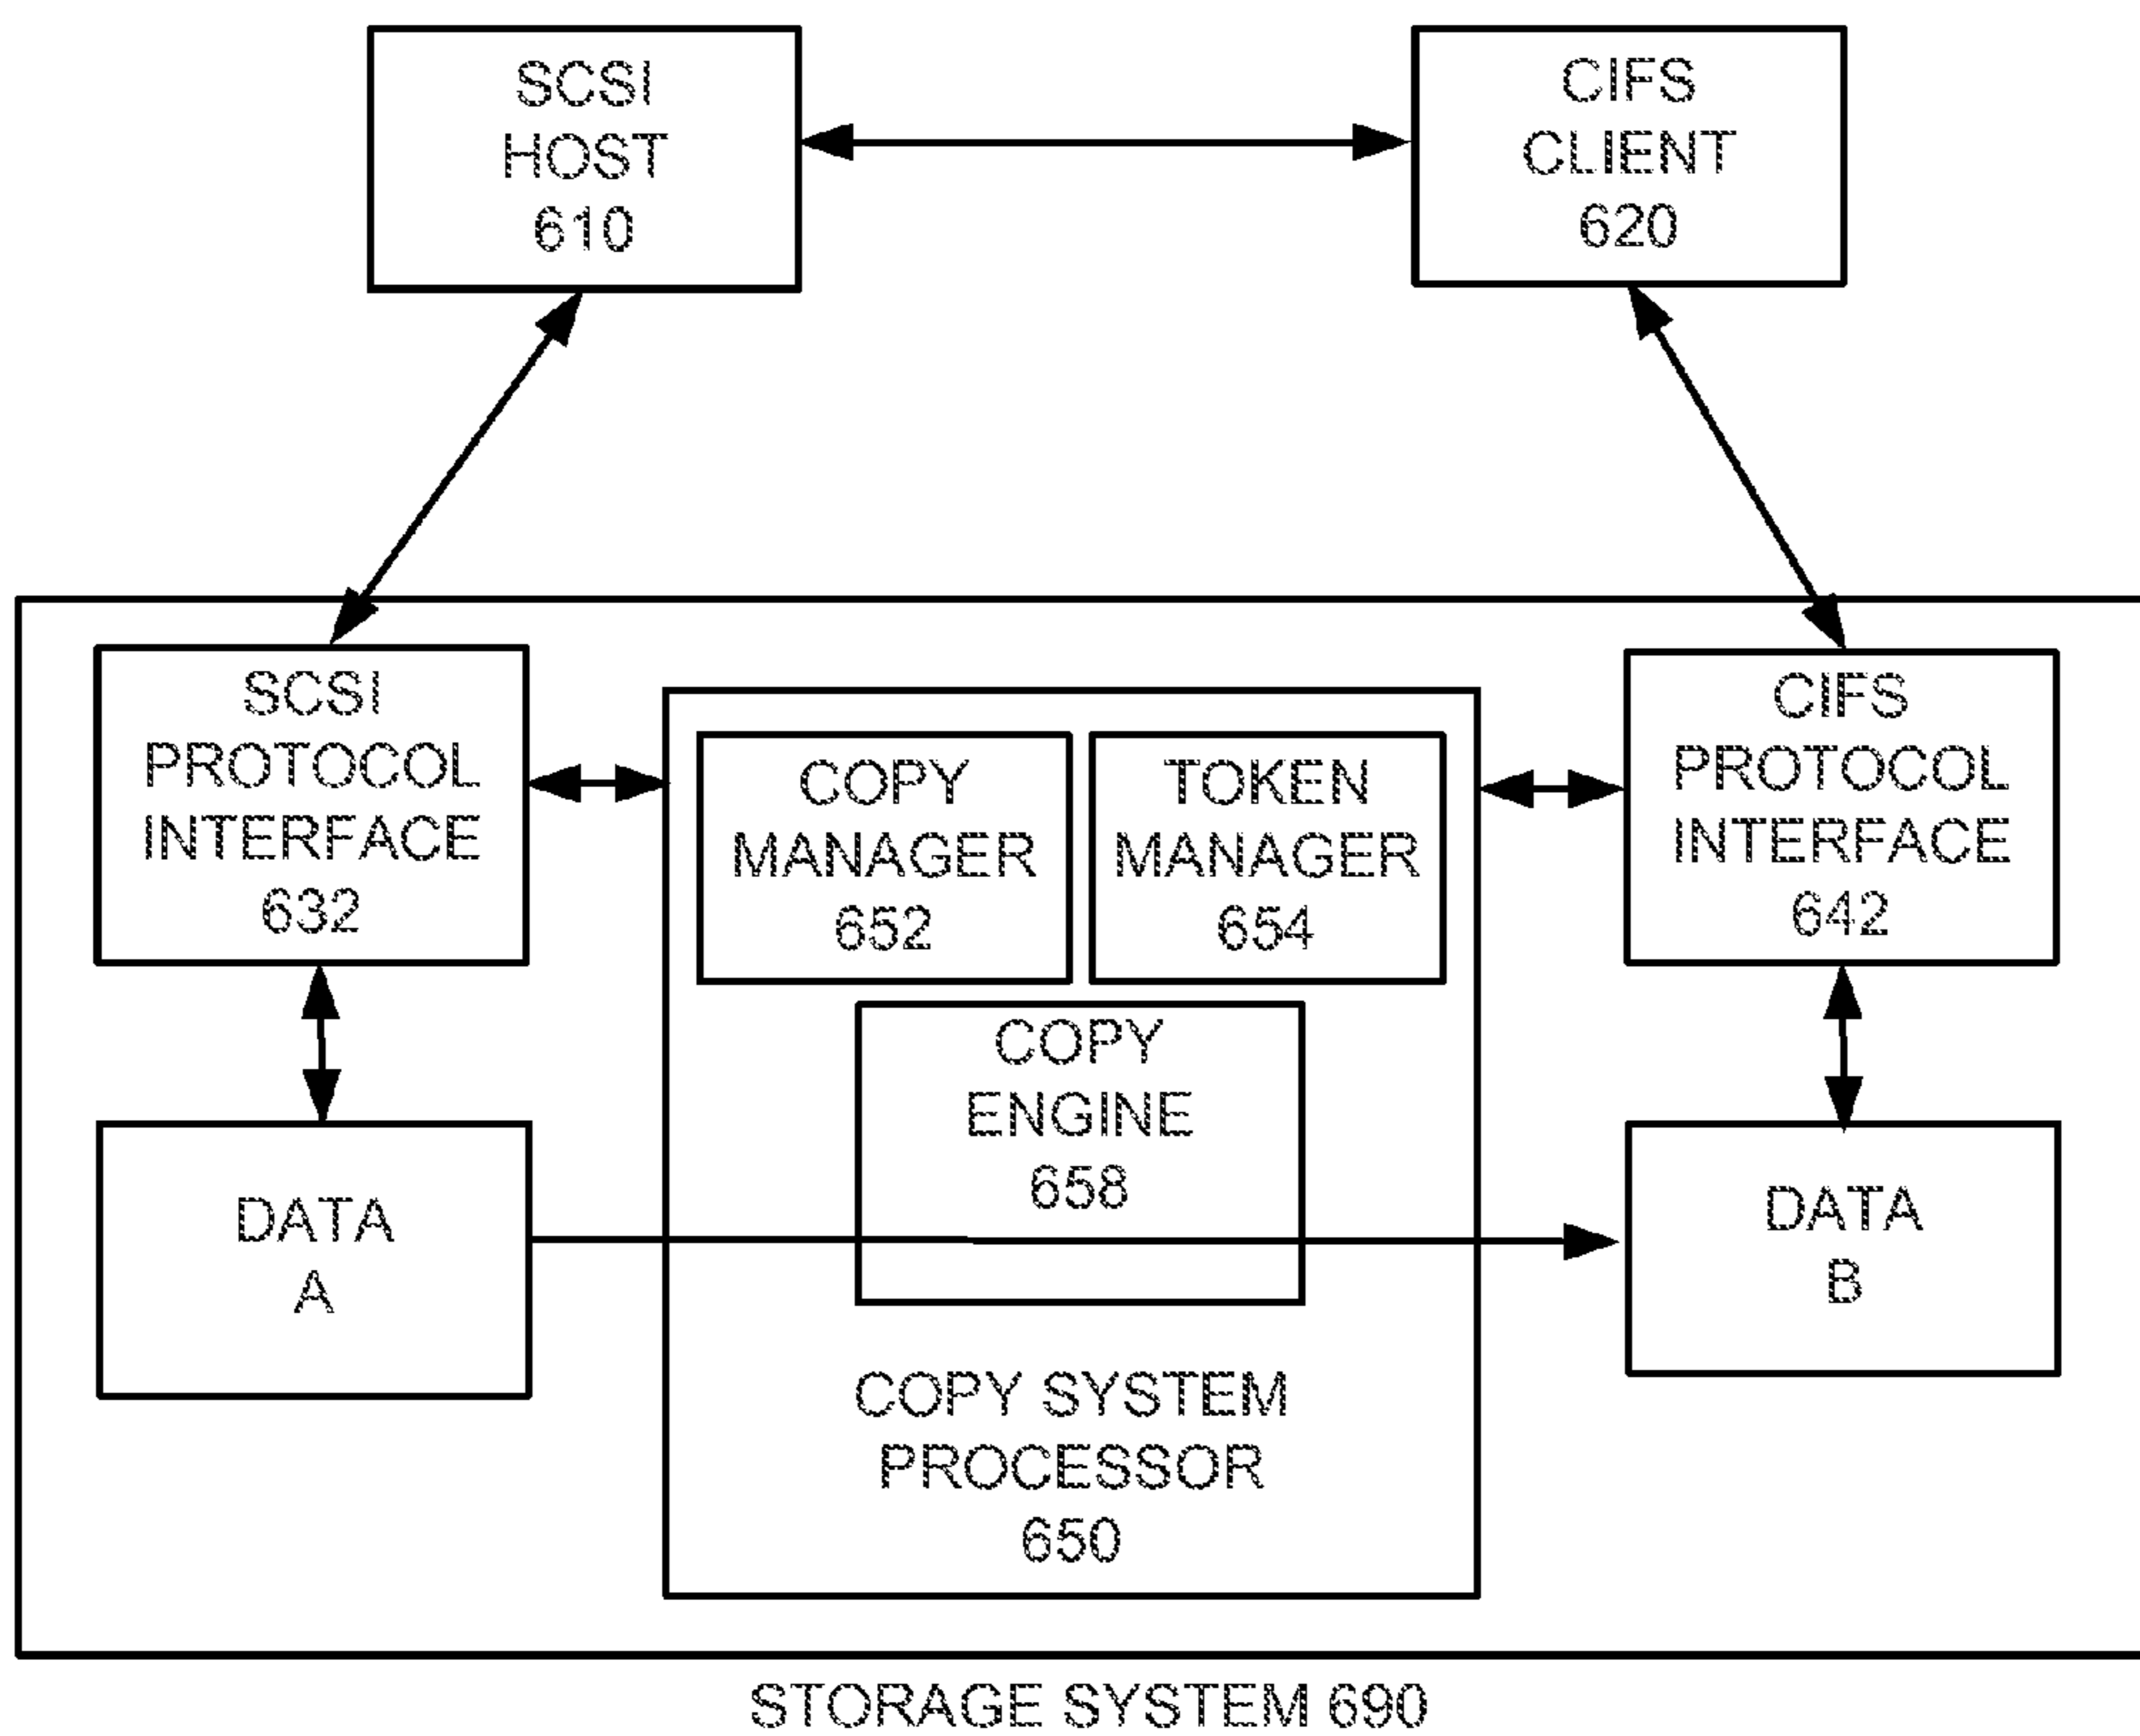 SCSI
HOST
610
CIFS
CLIENT
620
SCSI
PROTOCOL
INTERFACE
632
COPY
MANAGER
652
TOKEN
MANAGER
654
CIFS
PROTOCOL
INTERFACE
642
COPY
ENGINE
658
DATA
A
DATA
B
COPY SYSTEM
PROCESSOR
650
STORAGE SYSTEM 690